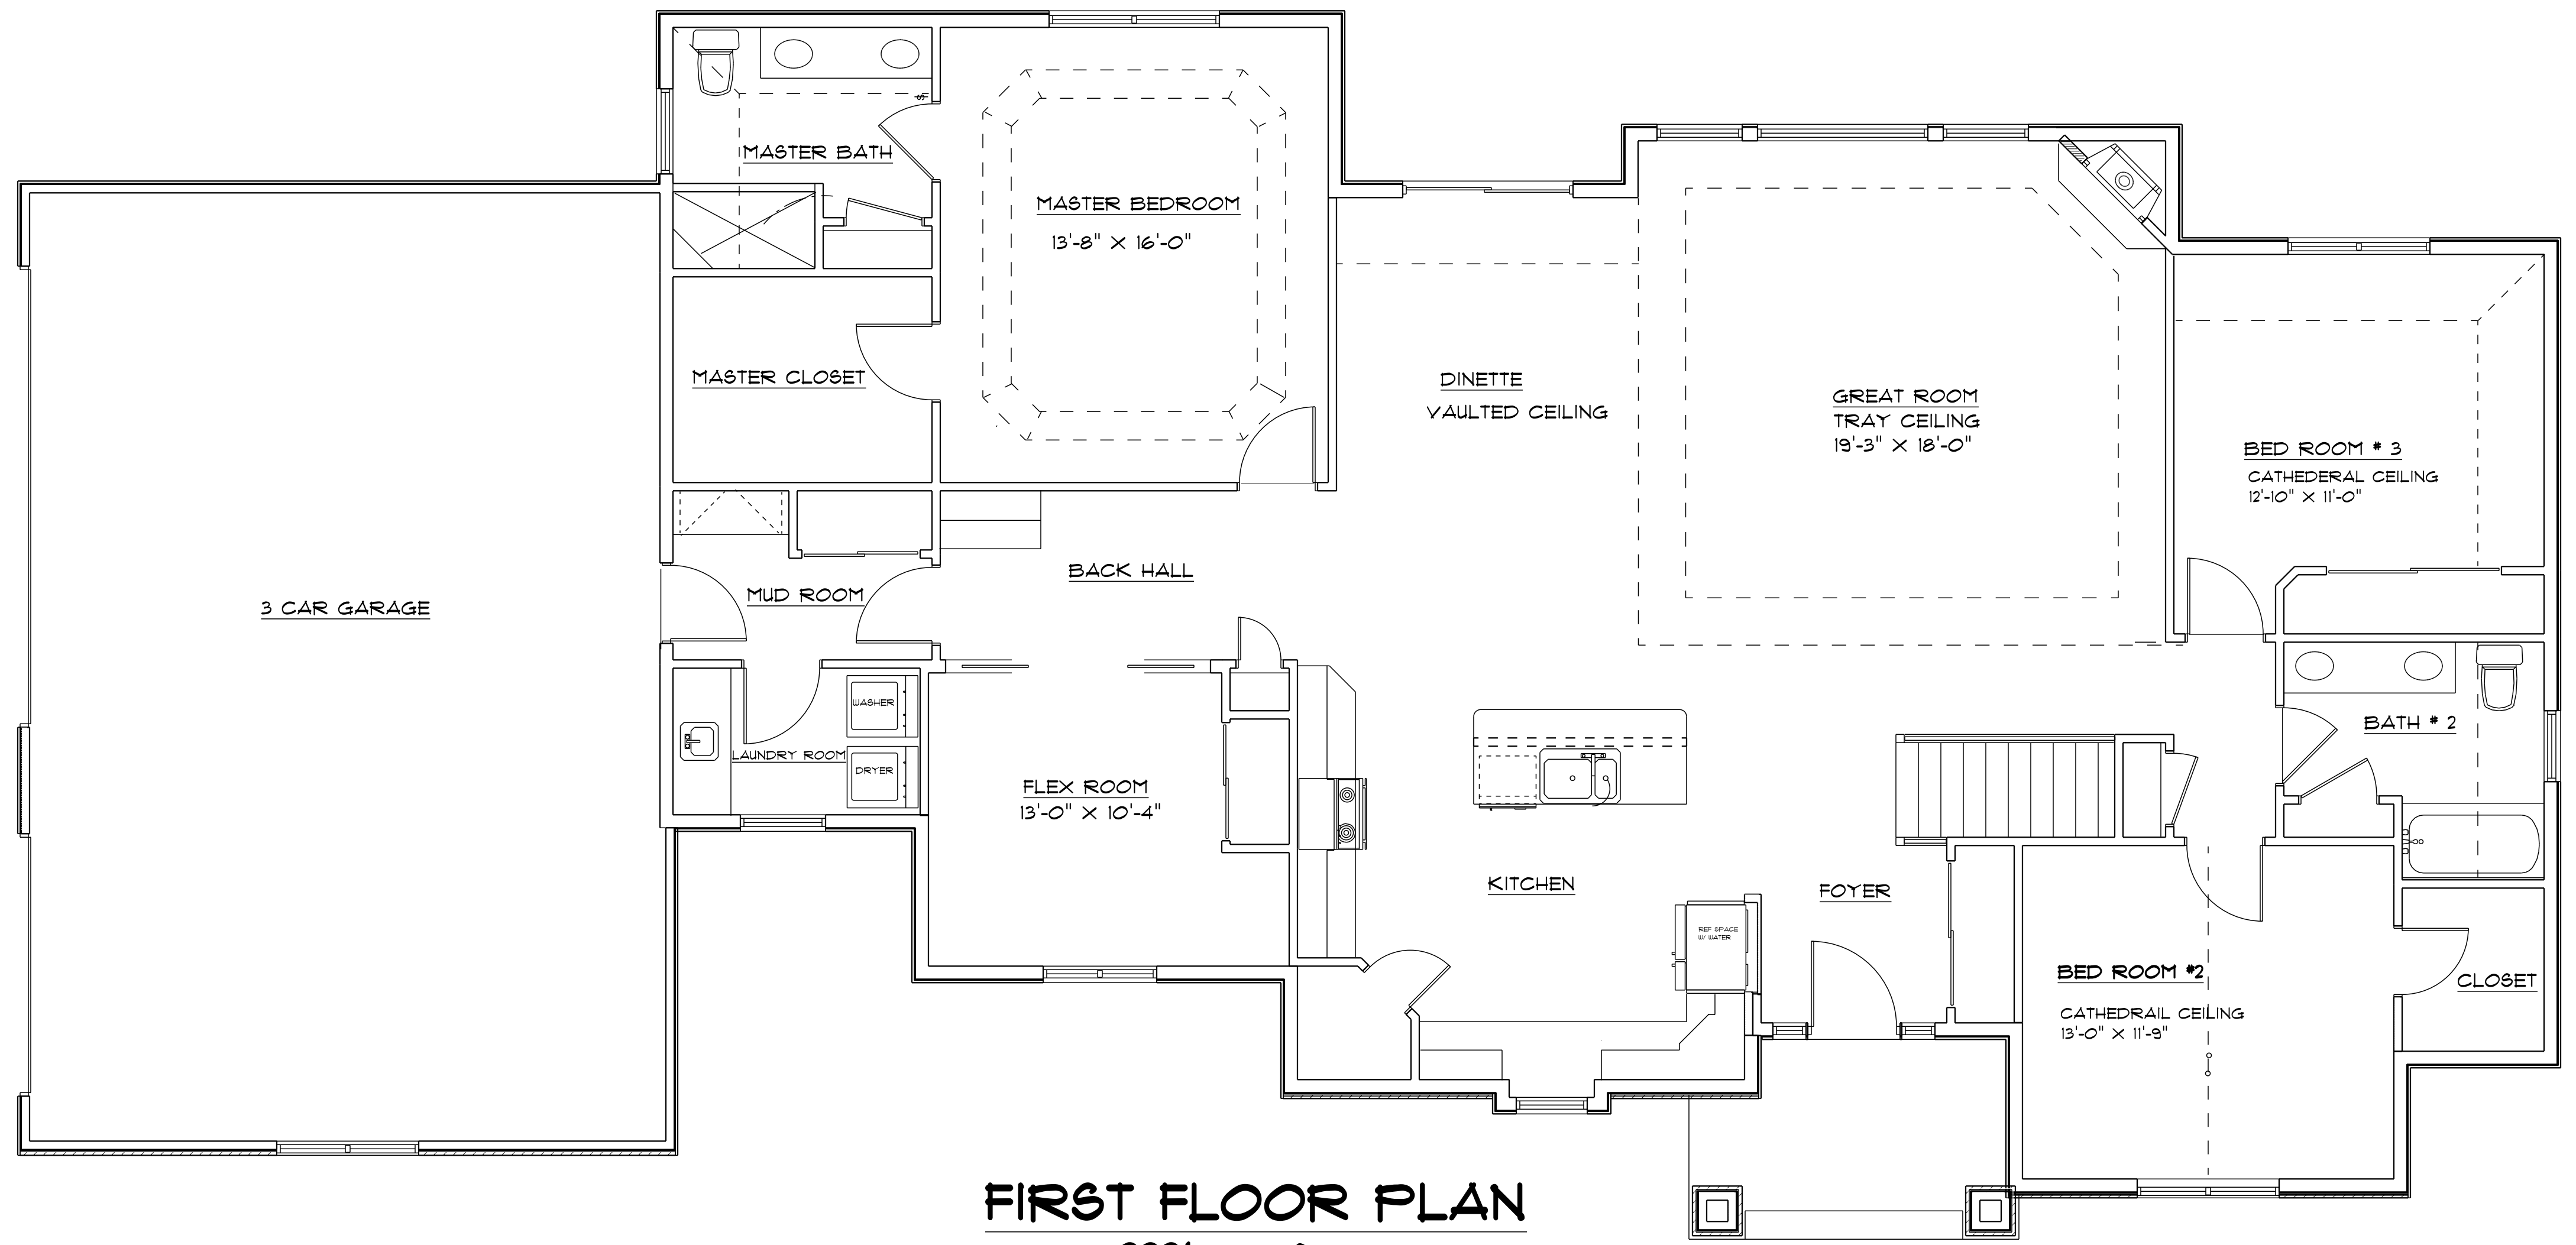 MASTER BATH
MASTER BEDROOM
13'-8" X 16'-0"
MASTER CLOSET
DINETTE
VAULTED CEILING
GREAT ROOM
TRAY CEILING
19'-3" X 18'-0"
BED ROOM # 3
CATHEDERAL CEILING
12'-10" X 11'-0"
3 CAR GARAGE
MUD ROOM
BACK HALL
WASHER
LAUNDRY ROOM
DRYER
FLEX ROOM
13'-0" X 10'-4"
BATH # 2
KITCHEN
FOYER
REF SPACE
W/ WATER
BED ROOM #2
CATHEDRAIL CEILING
13'-0" X 11'-9"
CLOSET
FIRST FLOOR PLAN